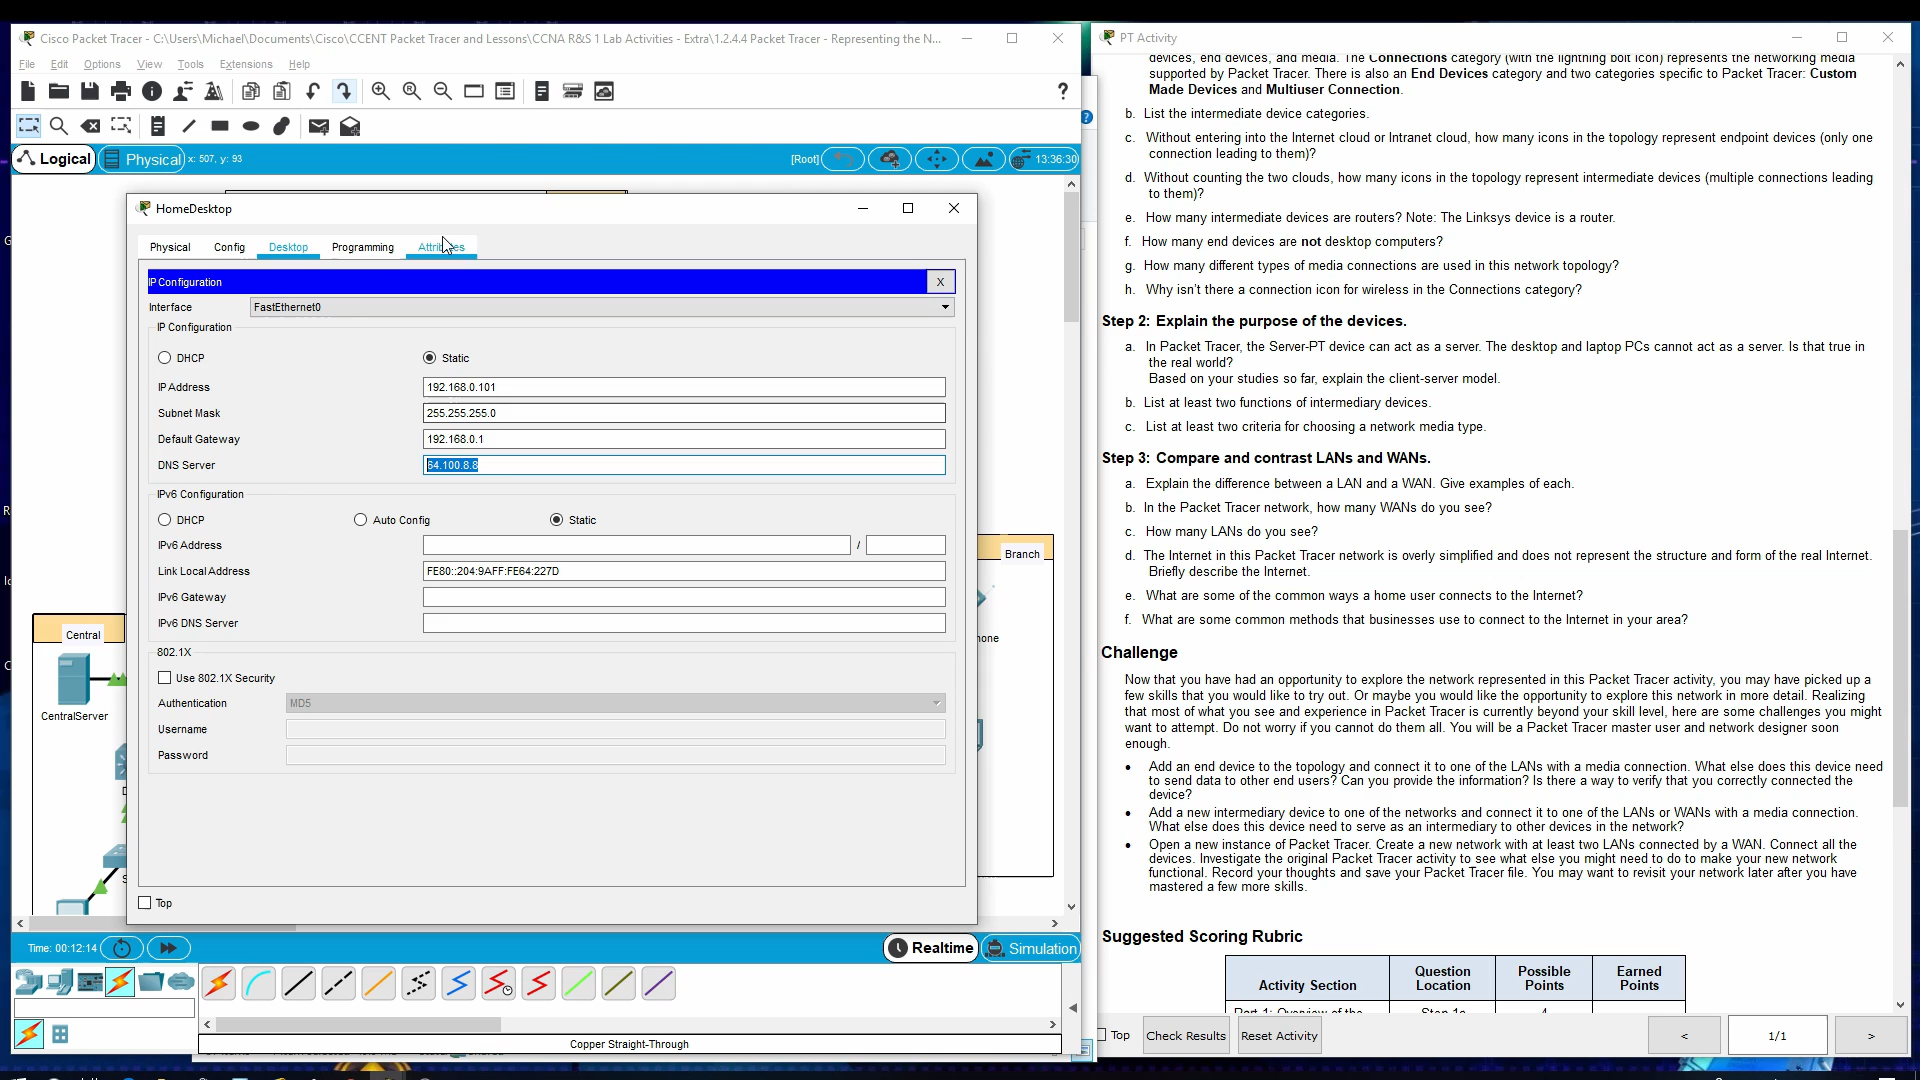 Cisco Packet Tracer - C:\Users\Michael\Documents\Cisco\CCENT Packet Tracer and Lessons\CCNA R&S 1 Lab Activities - Extra\1.2.4.4 Packet Tracer - Representing the N...
File Edit Options View Tools Extensions Help
Logical Physical x: 507, y: 93 [Root] 13:36:30
HomeDesktop
Physical Config Desktop Programming Attributes
IP Configuration X
Interface FastEthernet0
IP Configuration
DHCP Static
IP Address 192.168.0.101
Subnet Mask 255.255.255.0
Default Gateway 192.168.0.1
DNS Server 64.100.8.8
IPv6 Configuration
DHCP Auto Config Static
IPv6 Address /
Link Local Address FE80::204:9AFF:FE64:227D
IPv6 Gateway
IPv6 DNS Server
802.1X
Use 802.1X Security
Authentication MD5
Username
Password
Top
Branch
hone
Central
CentralServer
Time: 00:12:14
Realtime Simulation
Copper Straight-Through
PT Activity
devices, end devices, and media. The Connections category (with the lightning bolt icon) represents the networking media
supported by Packet Tracer. There is also an End Devices category and two categories specific to Packet Tracer: Custom
Made Devices and Multiuser Connection.
b. List the intermediate device categories.
c. Without entering into the Internet cloud or Intranet cloud, how many icons in the topology represent endpoint devices (only one
connection leading to them)?
d. Without counting the two clouds, how many icons in the topology represent intermediate devices (multiple connections leading
to them)?
e. How many intermediate devices are routers? Note: The Linksys device is a router.
f. How many end devices are not desktop computers?
g. How many different types of media connections are used in this network topology?
h. Why isn't there a connection icon for wireless in the Connections category?
Step 2: Explain the purpose of the devices.
a. In Packet Tracer, the Server-PT device can act as a server. The desktop and laptop PCs cannot act as a server. Is that true in
the real world?
Based on your studies so far, explain the client-server model.
b. List at least two functions of intermediary devices.
c. List at least two criteria for choosing a network media type.
Step 3: Compare and contrast LANs and WANs.
a. Explain the difference between a LAN and a WAN. Give examples of each.
b. In the Packet Tracer network, how many WANs do you see?
c. How many LANs do you see?
d. The Internet in this Packet Tracer network is overly simplified and does not represent the structure and form of the real Internet.
Briefly describe the Internet.
e. What are some of the common ways a home user connects to the Internet?
f. What are some common methods that businesses use to connect to the Internet in your area?
Challenge
Now that you have had an opportunity to explore the network represented in this Packet Tracer activity, you may have picked up a
few skills that you would like to try out. Or maybe you would like the opportunity to explore this network in more detail. Realizing
that most of what you see and experience in Packet Tracer is currently beyond your skill level, here are some challenges you might
want to attempt. Do not worry if you cannot do them all. You will be a Packet Tracer master user and network designer soon
enough.
• Add an end device to the topology and connect it to one of the LANs with a media connection. What else does this device need
to send data to other end users? Can you provide the information? Is there a way to verify that you correctly connected the
device?
• Add a new intermediary device to one of the networks and connect it to one of the LANs or WANs with a media connection.
What else does this device need to serve as an intermediary to other devices in the network?
• Open a new instance of Packet Tracer. Create a new network with at least two LANs connected by a WAN. Connect all the
devices. Investigate the original Packet Tracer activity to see what else you might need to do to make your new network
functional. Record your thoughts and save your Packet Tracer file. You may want to revisit your network later after you have
mastered a few more skills.
Suggested Scoring Rubric
Activity Section Question Location Possible Points Earned Points
Part 1: Overview of the Step 1a 4
Top Check Results Reset Activity < 1/1 >